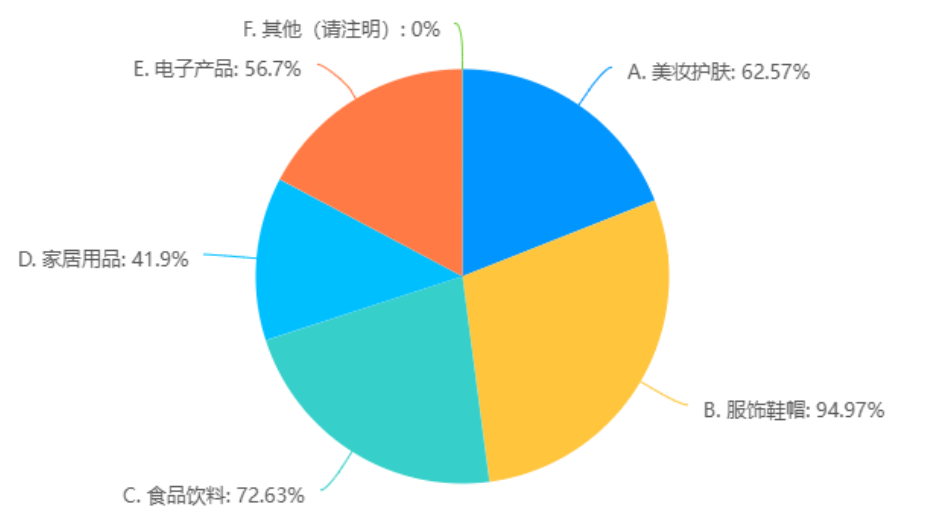 F. 其他（请注明）: 0%
E. 电子产品: 56.7%
A. 美妆护肤: 62.57%
D. 家居用品: 41.9%
B. 服饰鞋帽: 94.97%
C. 食品饮料: 72.63%